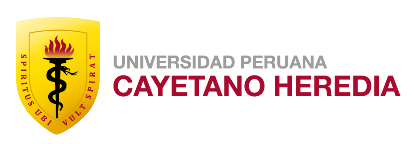 SPIRITUS UBI VULT SPIRAT
UNIVERSIDAD PERUANA
CAYETANO HEREDIA